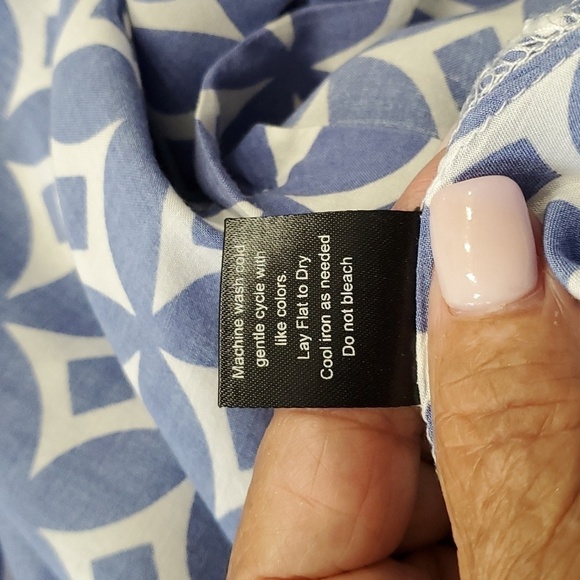 Machine wash cold
gentle cycle with
like colors.
Lay Flat to Dry
Cool iron as needed
Do not bleach